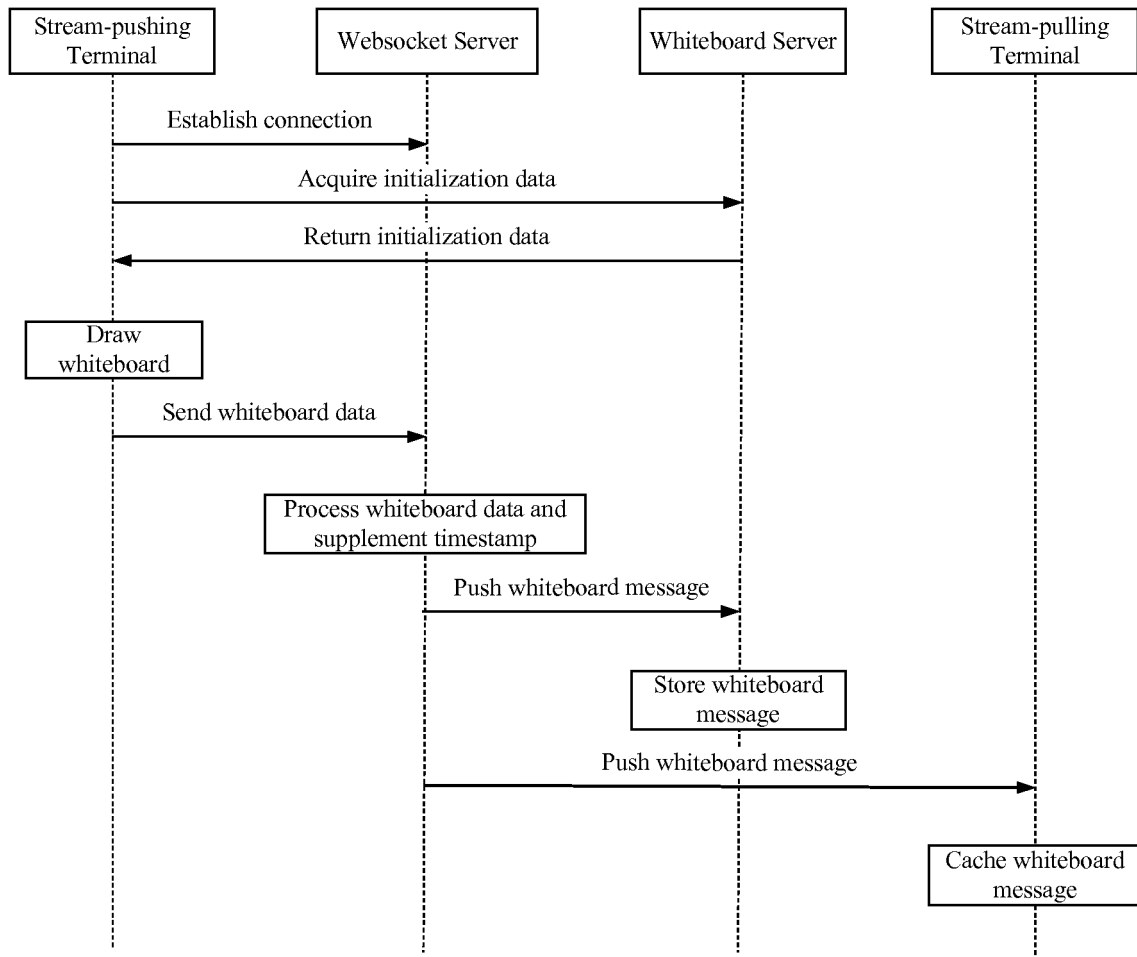 Stream-pushing
Terminal
Websocket Server
Whiteboard Server
Stream-pulling
Terminal
Establish connection
Acquire initialization data
Return initialization data
Draw
whiteboard
Send whiteboard data
Process whiteboard data and
supplement timestamp
Push whiteboard message
Store whiteboard
message
Push whiteboard message
Cache whiteboard
message